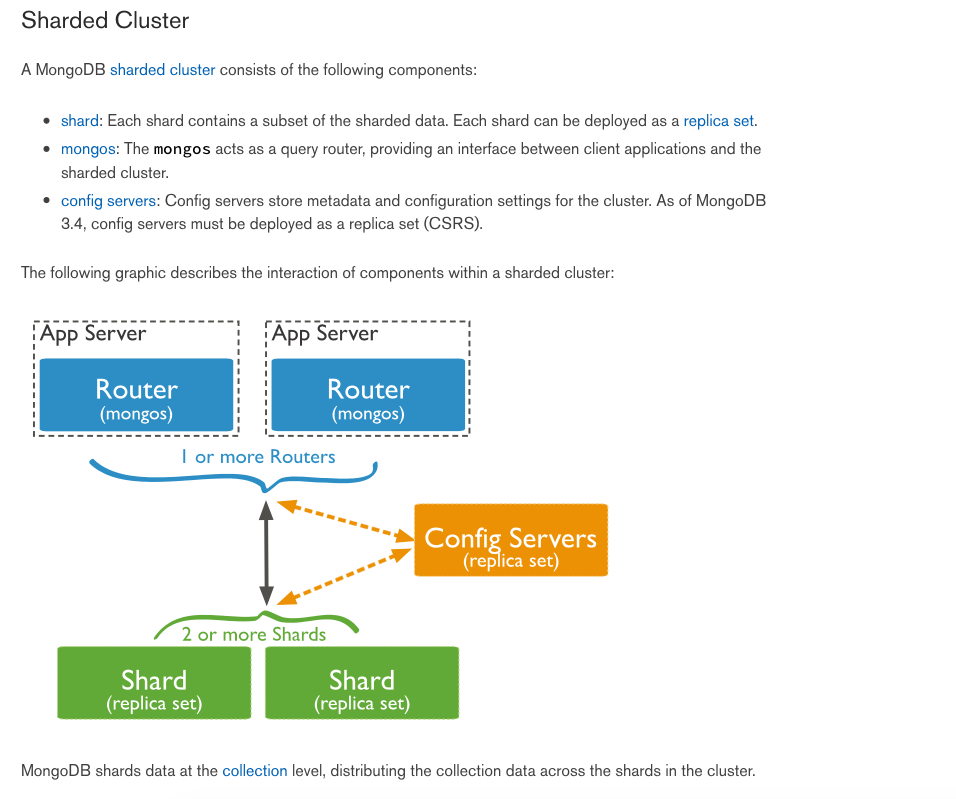 Sharded Cluster
A MongoDB sharded cluster consists of the following components:
• shard: Each shard contains a subset of the sharded data. Each shard can be deployed as a replica set.
• mongos: The mongos acts as a query router, providing an interface between client applications and the
sharded cluster.
• config servers: Config servers store metadata and configuration settings for the cluster. As of MongoDB
3.4, config servers must be deployed as a replica set (CSRS).
The following graphic describes the interaction of components within a sharded cluster:
App Server
Router
(mongos)
App Server
Router
(mongos)
1 or more Routers
Config Servers
(replica set)
2 or more Shards
Shard
(replica set)
Shard
(replica set)
MongoDB shards data at the collection level, distributing the collection data across the shards in the cluster.